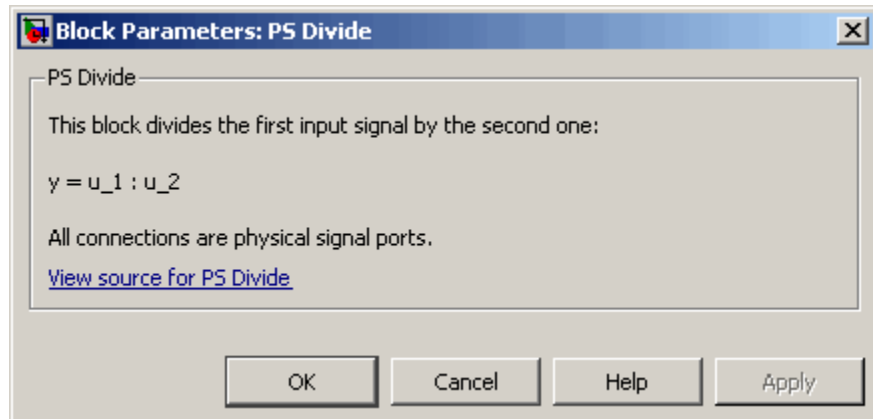 Block Parameters: PS Divide
PS Divide
This block divides the first input signal by the second one:
y = u_1 : u_2
All connections are physical signal ports.
View source for PS Divide
OK Cancel Help Apply